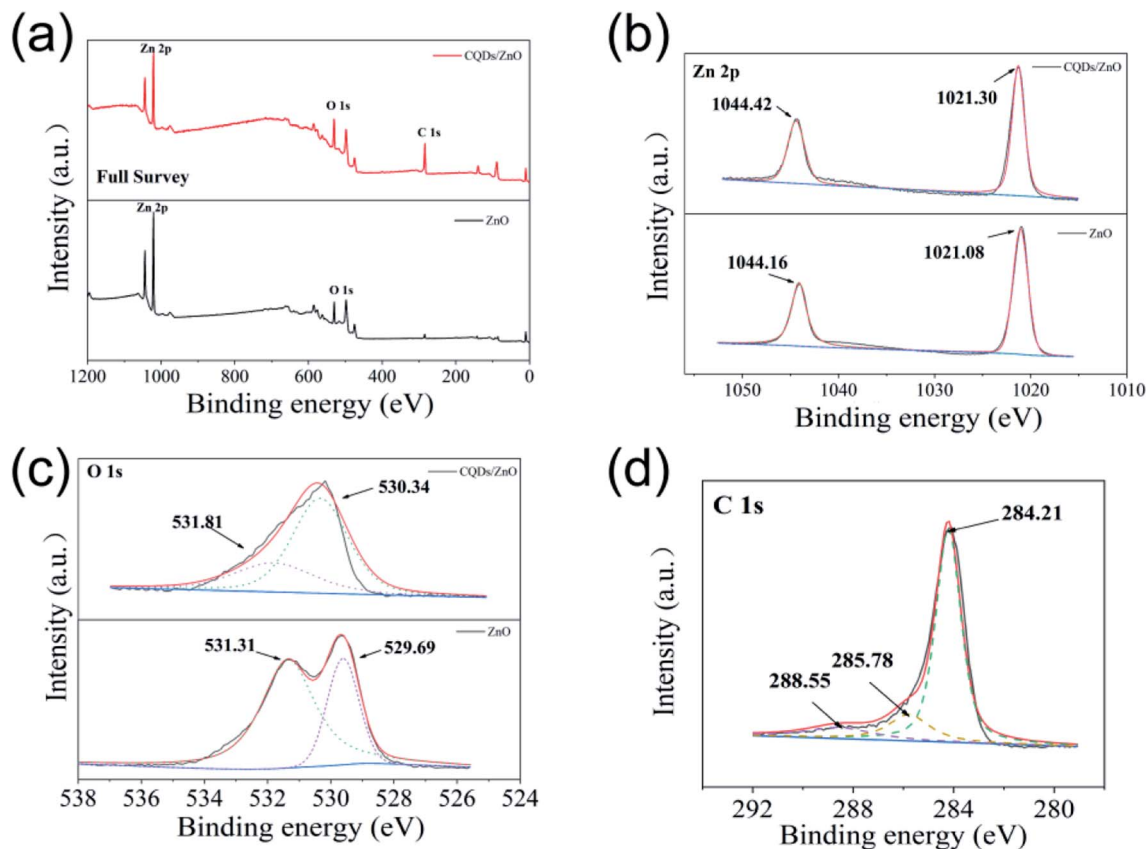 (a)
Zn 2p
CQDs/ZnO
O 1s
C 1s
Full Survey
Zn 2p
ZnO
O 1s
Intensity (a.u.)
1200 1000 800 600 400 200 0
Binding energy (eV)
(b)
Zn 2p
CQDs/ZnO
1044.42
1021.30
ZnO
1044.16
1021.08
Intensity (a.u.)
Intensity (a.u.)
1050 1040 1030 1020 1010
Binding energy (eV)
(c)
O 1s
CQDs/ZnO
530.34
531.81
ZnO
531.31
529.69
Intensity (a.u.)
Intensity (a.u.)
538 536 534 532 530 528 526 524
Binding energy (eV)
(d)
C 1s
284.21
285.78
288.55
Intensity (a.u.)
292 288 284 280
Binding energy (eV)